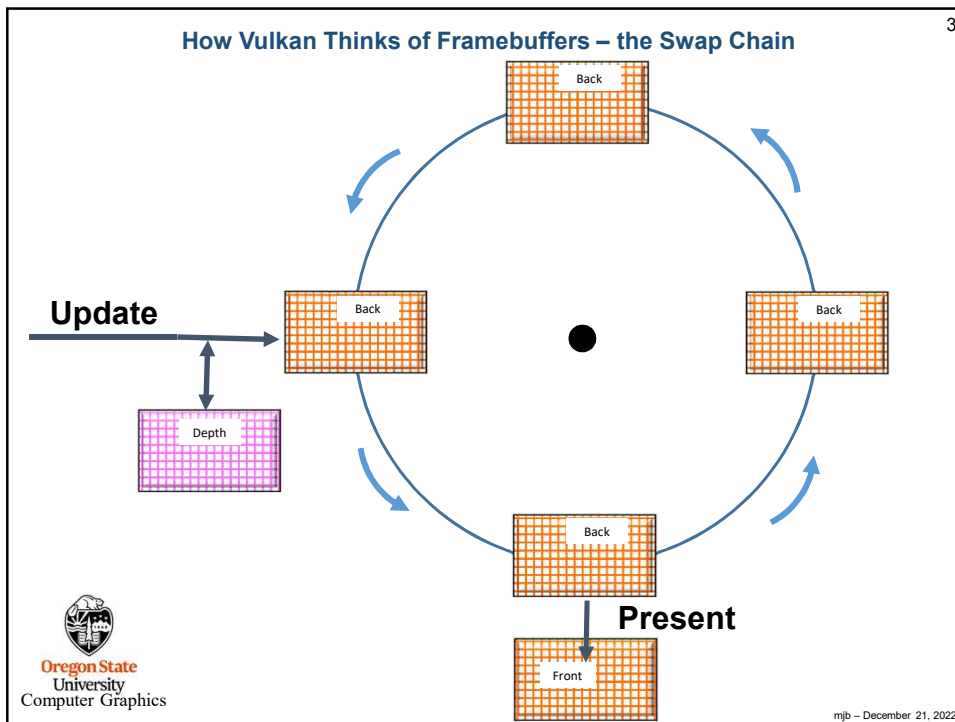 3
How Vulkan Thinks of Framebuffers – the Swap Chain
Back
Update
Back
Back
Depth
Back
Present
Front
Oregon State
University
Computer Graphics
mjb – December 21, 2022